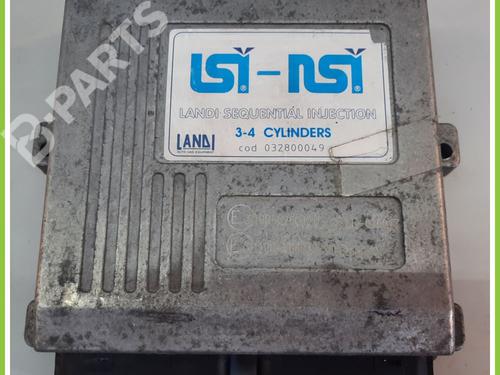 B-PARTS
LSI-NSI
LANDI SEQUENTIAL INJECTION
3-4 CYLINDERS
LANDI
cod 032800049
E
E